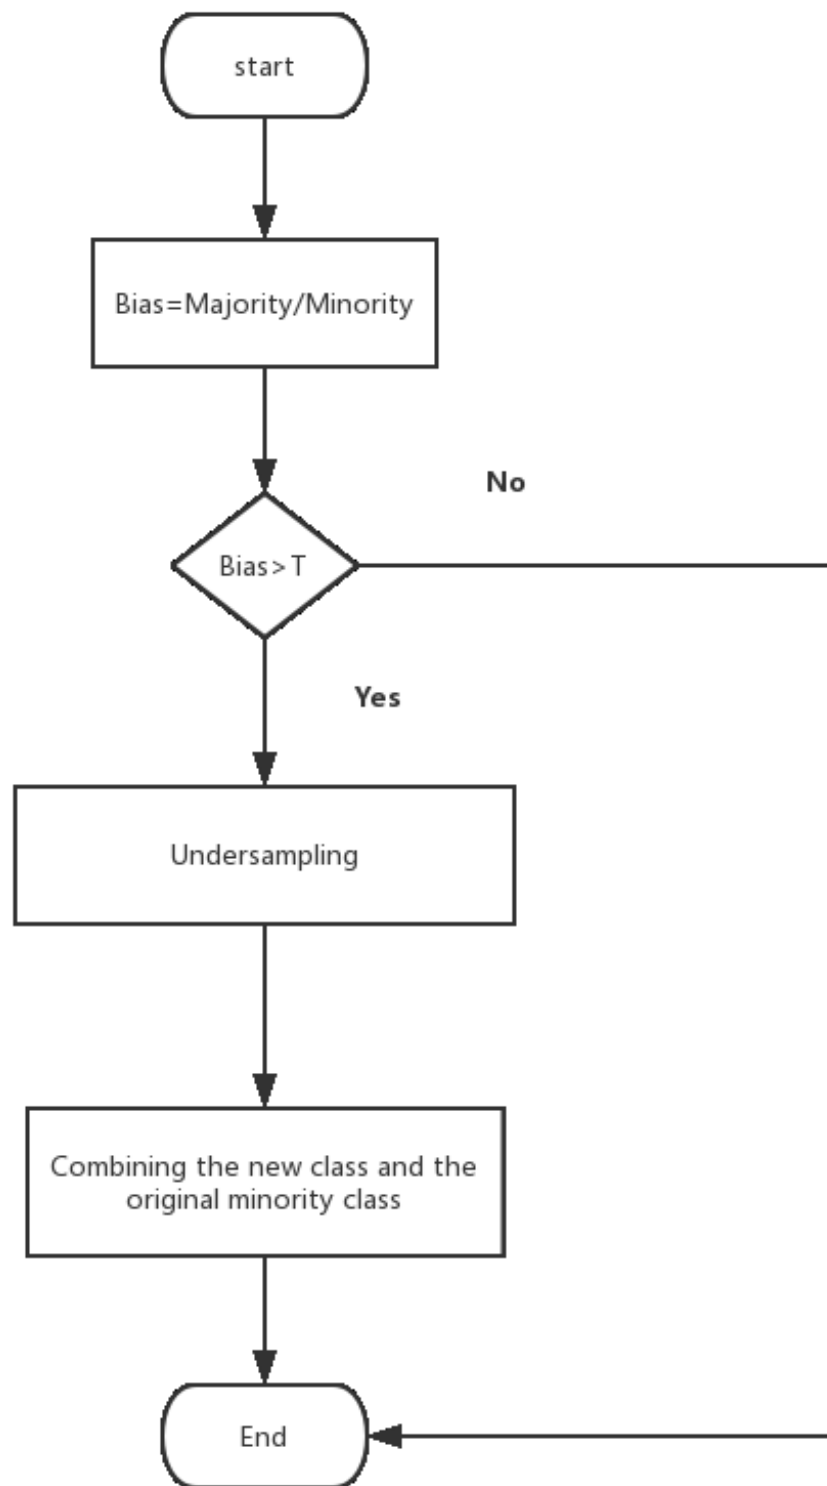 start
Bias=Majority/Minority
No
Bias>T
Yes
Undersampling
Combining the new class and the
original minority class
End